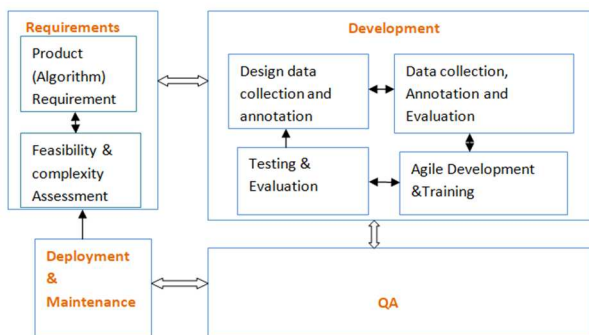 Requirements
Product
(Algorithm)
Requirement
Feasibility &
complexity
Assessment
Development
Design data
collection and
annotation
Data collection,
Annotation and
Evaluation
Testing &
Evaluation
Agile Development
&Training
Deployment
&
Maintenance
QA